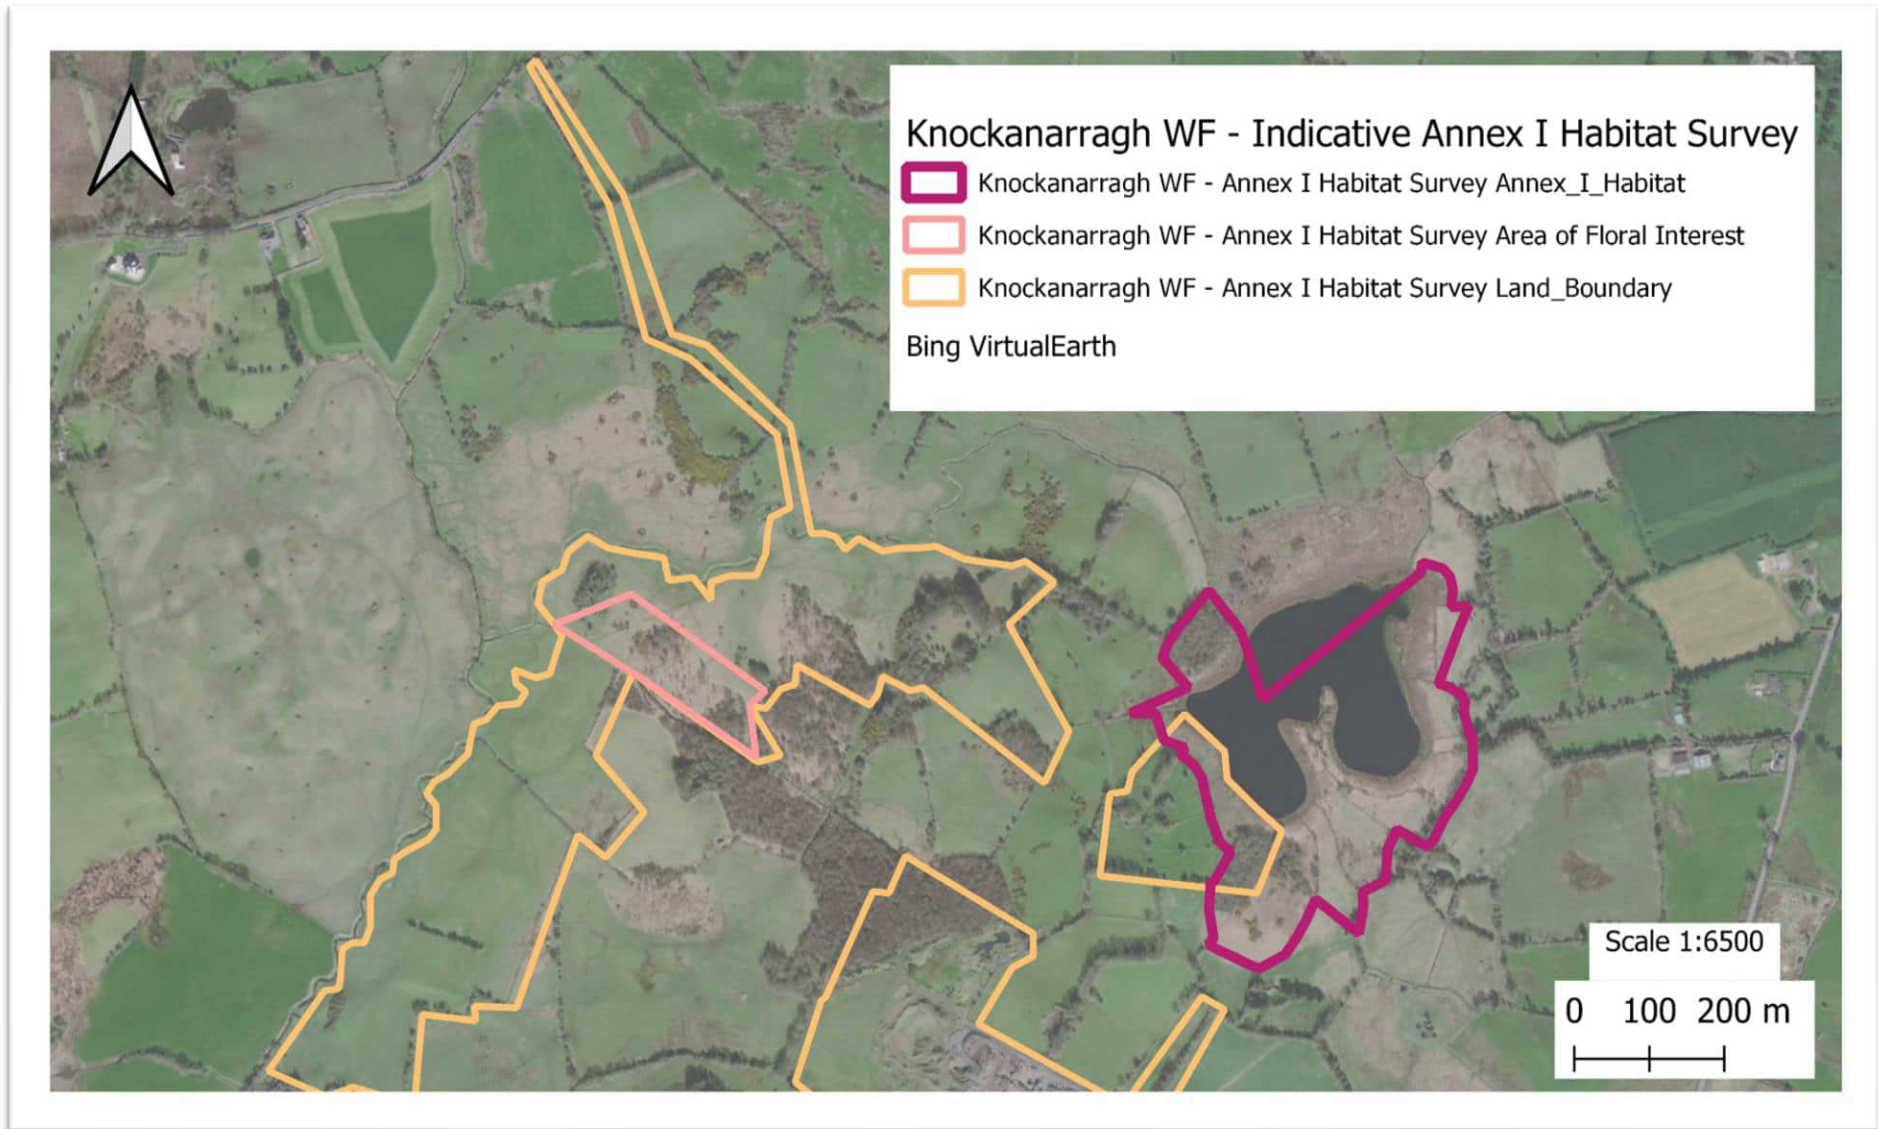 Knockanarragh WF - Indicative Annex I Habitat Survey
Knockanarragh WF - Annex I Habitat Survey Annex_I_Habitat
Knockanarragh WF - Annex I Habitat Survey Area of Floral Interest
Knockanarragh WF - Annex I Habitat Survey Land_Boundary
Bing VirtualEarth
Scale 1:6500
0 100 200 m